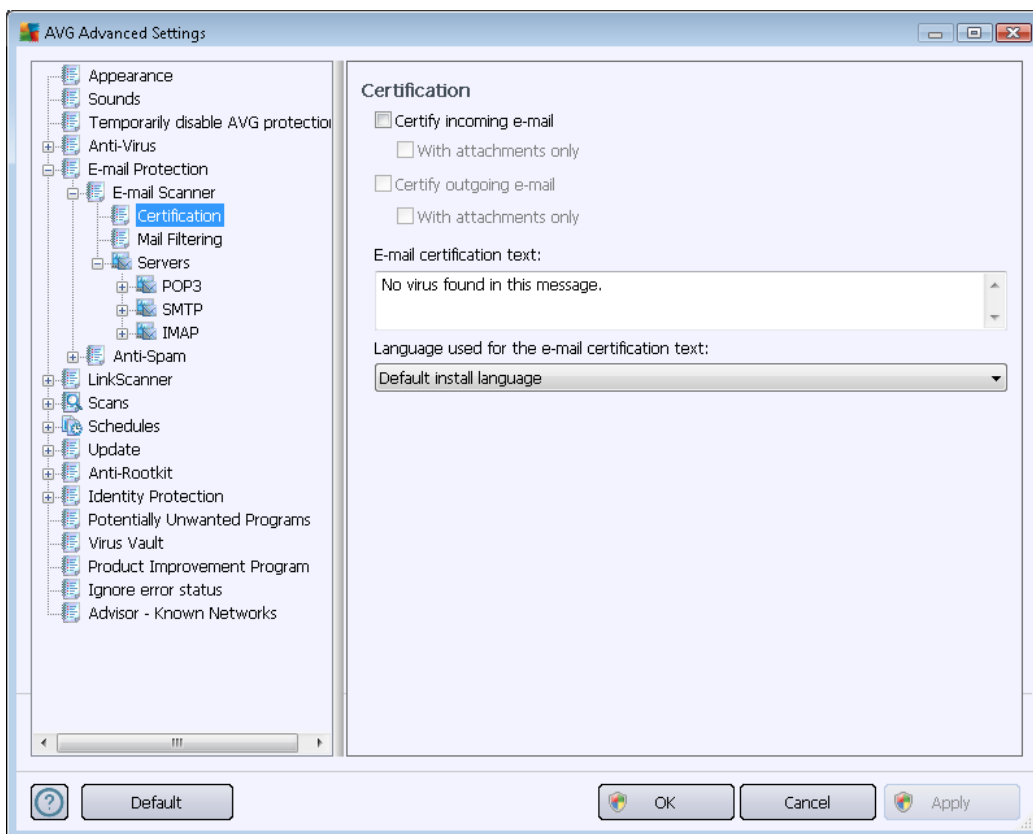 AVG Advanced Settings
Appearance
Sounds
Temporarily disable AVG protection
Anti-Virus
E-mail Protection
E-mail Scanner
Certification
Mail Filtering
Servers
POP3
SMTP
IMAP
Anti-Spam
LinkScanner
Scans
Schedules
Update
Anti-Rootkit
Identity Protection
Potentially Unwanted Programs
Virus Vault
Product Improvement Program
Ignore error status
Advisor - Known Networks
Certification
Certify incoming e-mail
With attachments only
Certify outgoing e-mail
With attachments only
E-mail certification text:
No virus found in this message.
Language used for the e-mail certification text:
Default install language
? Default OK Cancel Apply